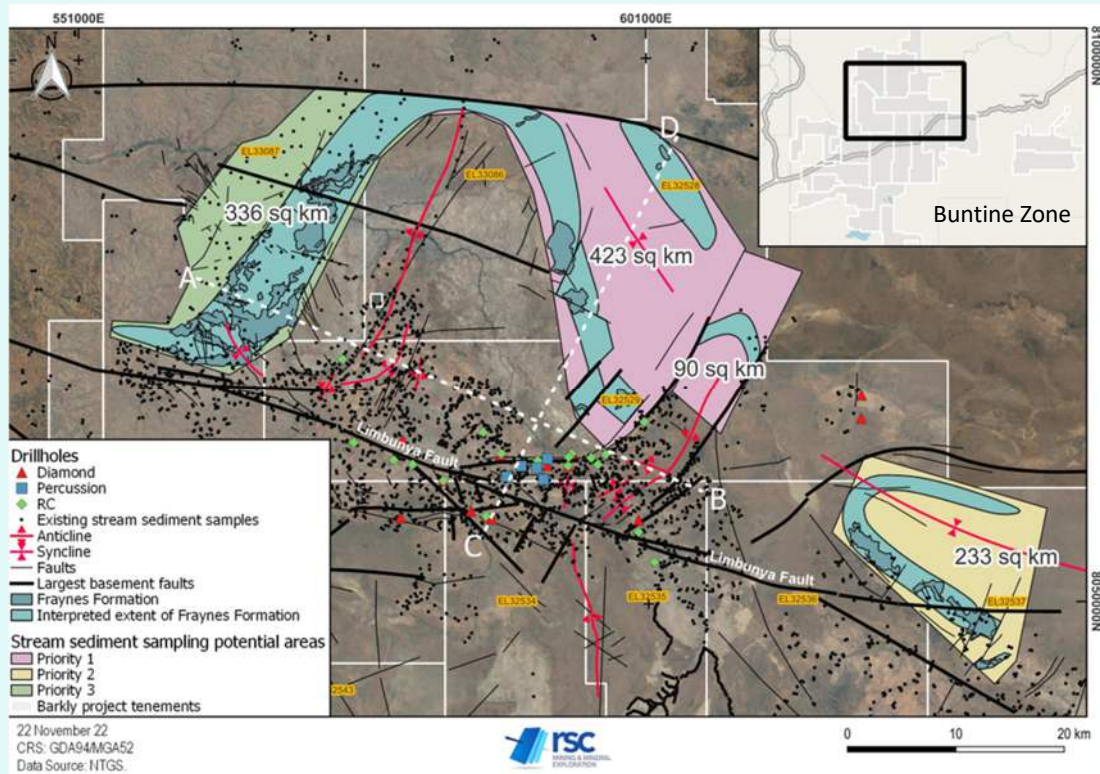 551000E
601000E
8100000N
N
D
EL33087
EL33086
EL32528
336 sq km
Buntine Zone
423 sq km
A
90 sq km
EL32529
Limbunya Fault
B
C
233 sq km
Limbunya Fault
EL32534
EL32535
EL32536
EL32537
8050000N
2543
Drillholes
Diamond
Percussion
RC
Existing stream sediment samples
Anticline
Syncline
Faults
Largest basement faults
Fraynes Formation
Interpreted extent of Fraynes Formation
Stream sediment sampling potential areas
Priority 1
Priority 2
Priority 3
Barkly project tenements
22 November 22
CRS: GDA94/MGA52
Data Source: NTGS.
rsc
MINING & MINERAL
EXPLORATION
0 10 20 km